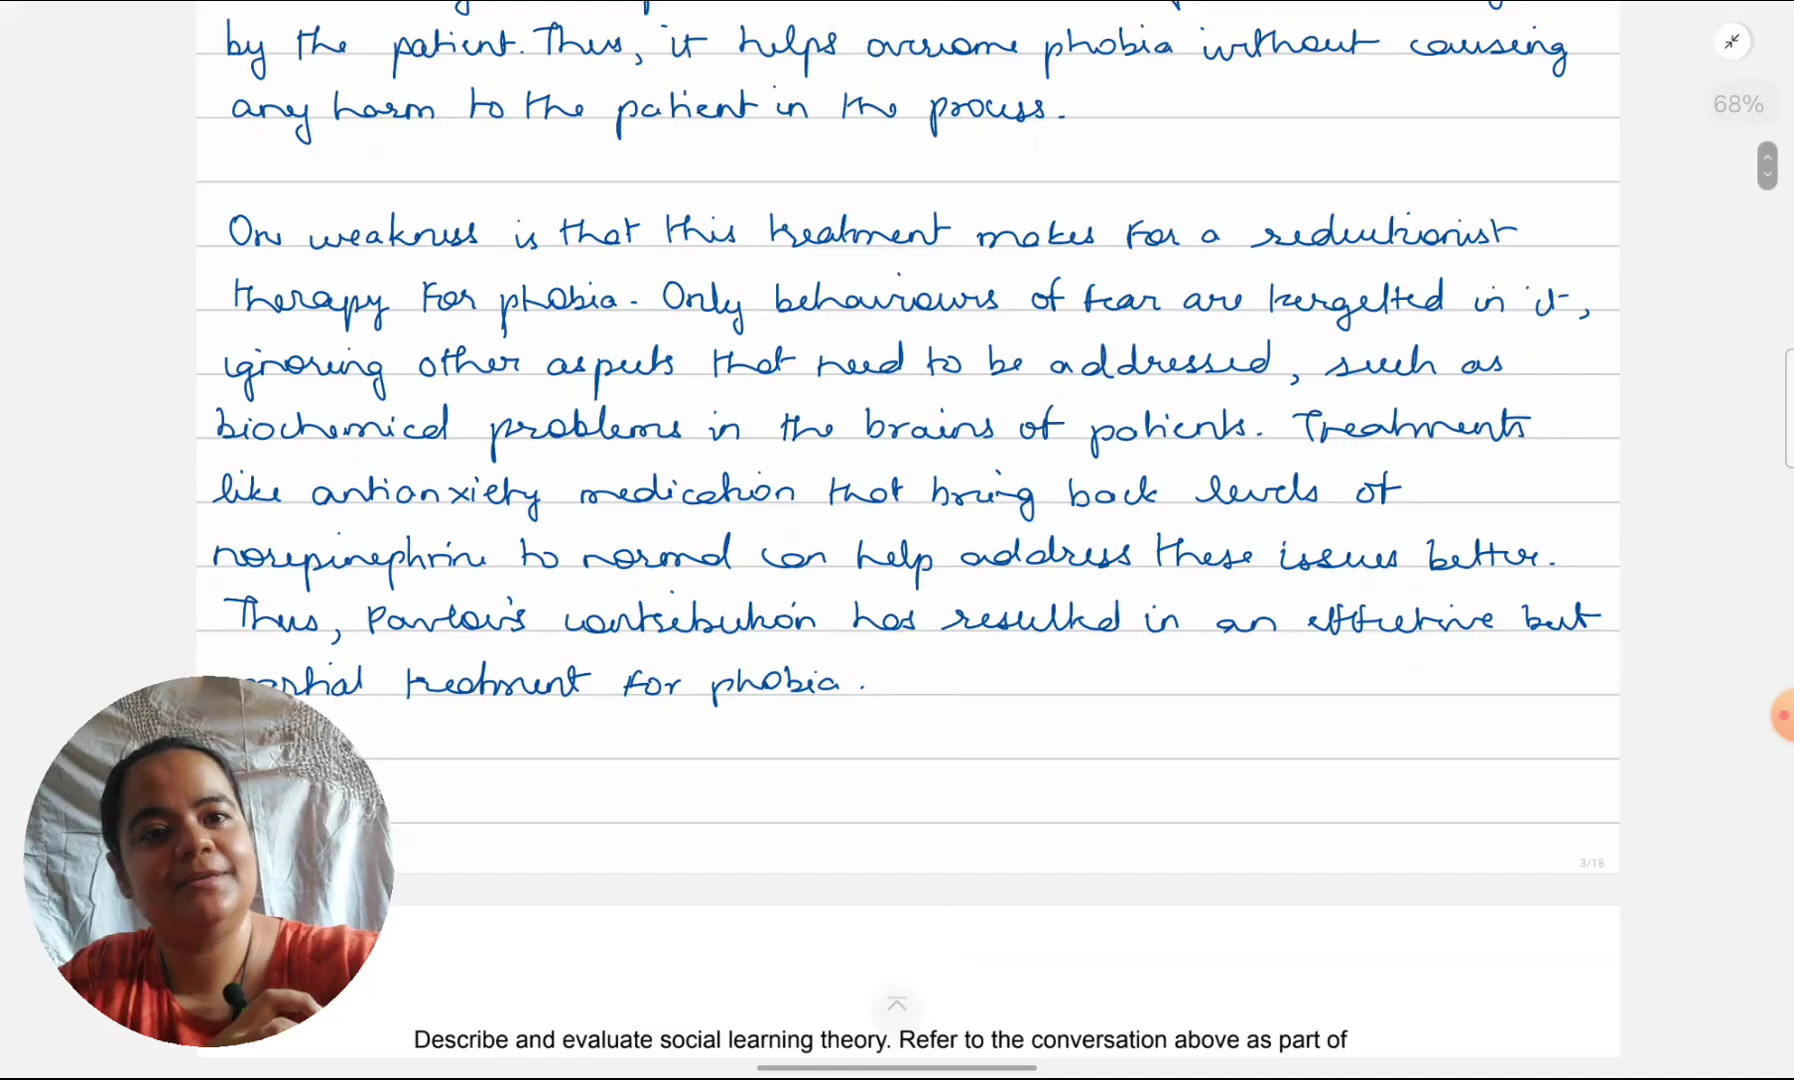 by the patient. Thus, it helps overcome phobia without causing
68%
any harm to the patient in the process.
One weakness is that this treatment makes for a reductionist
therapy for phobia. Only behaviours of fear are tergetted in it,
ignoring other aspects that need to be addressed, such as
biochemical problems in the brains of patients. Treatments
like antianxiety medication that bring back levels of
norepinephrine to normal can help address these issues better.
Thus, Pavlov's contribution has resulted in an effective but
partial treatment for phobia.
3/18
Describe and evaluate social learning theory. Refer to the conversation above as part of